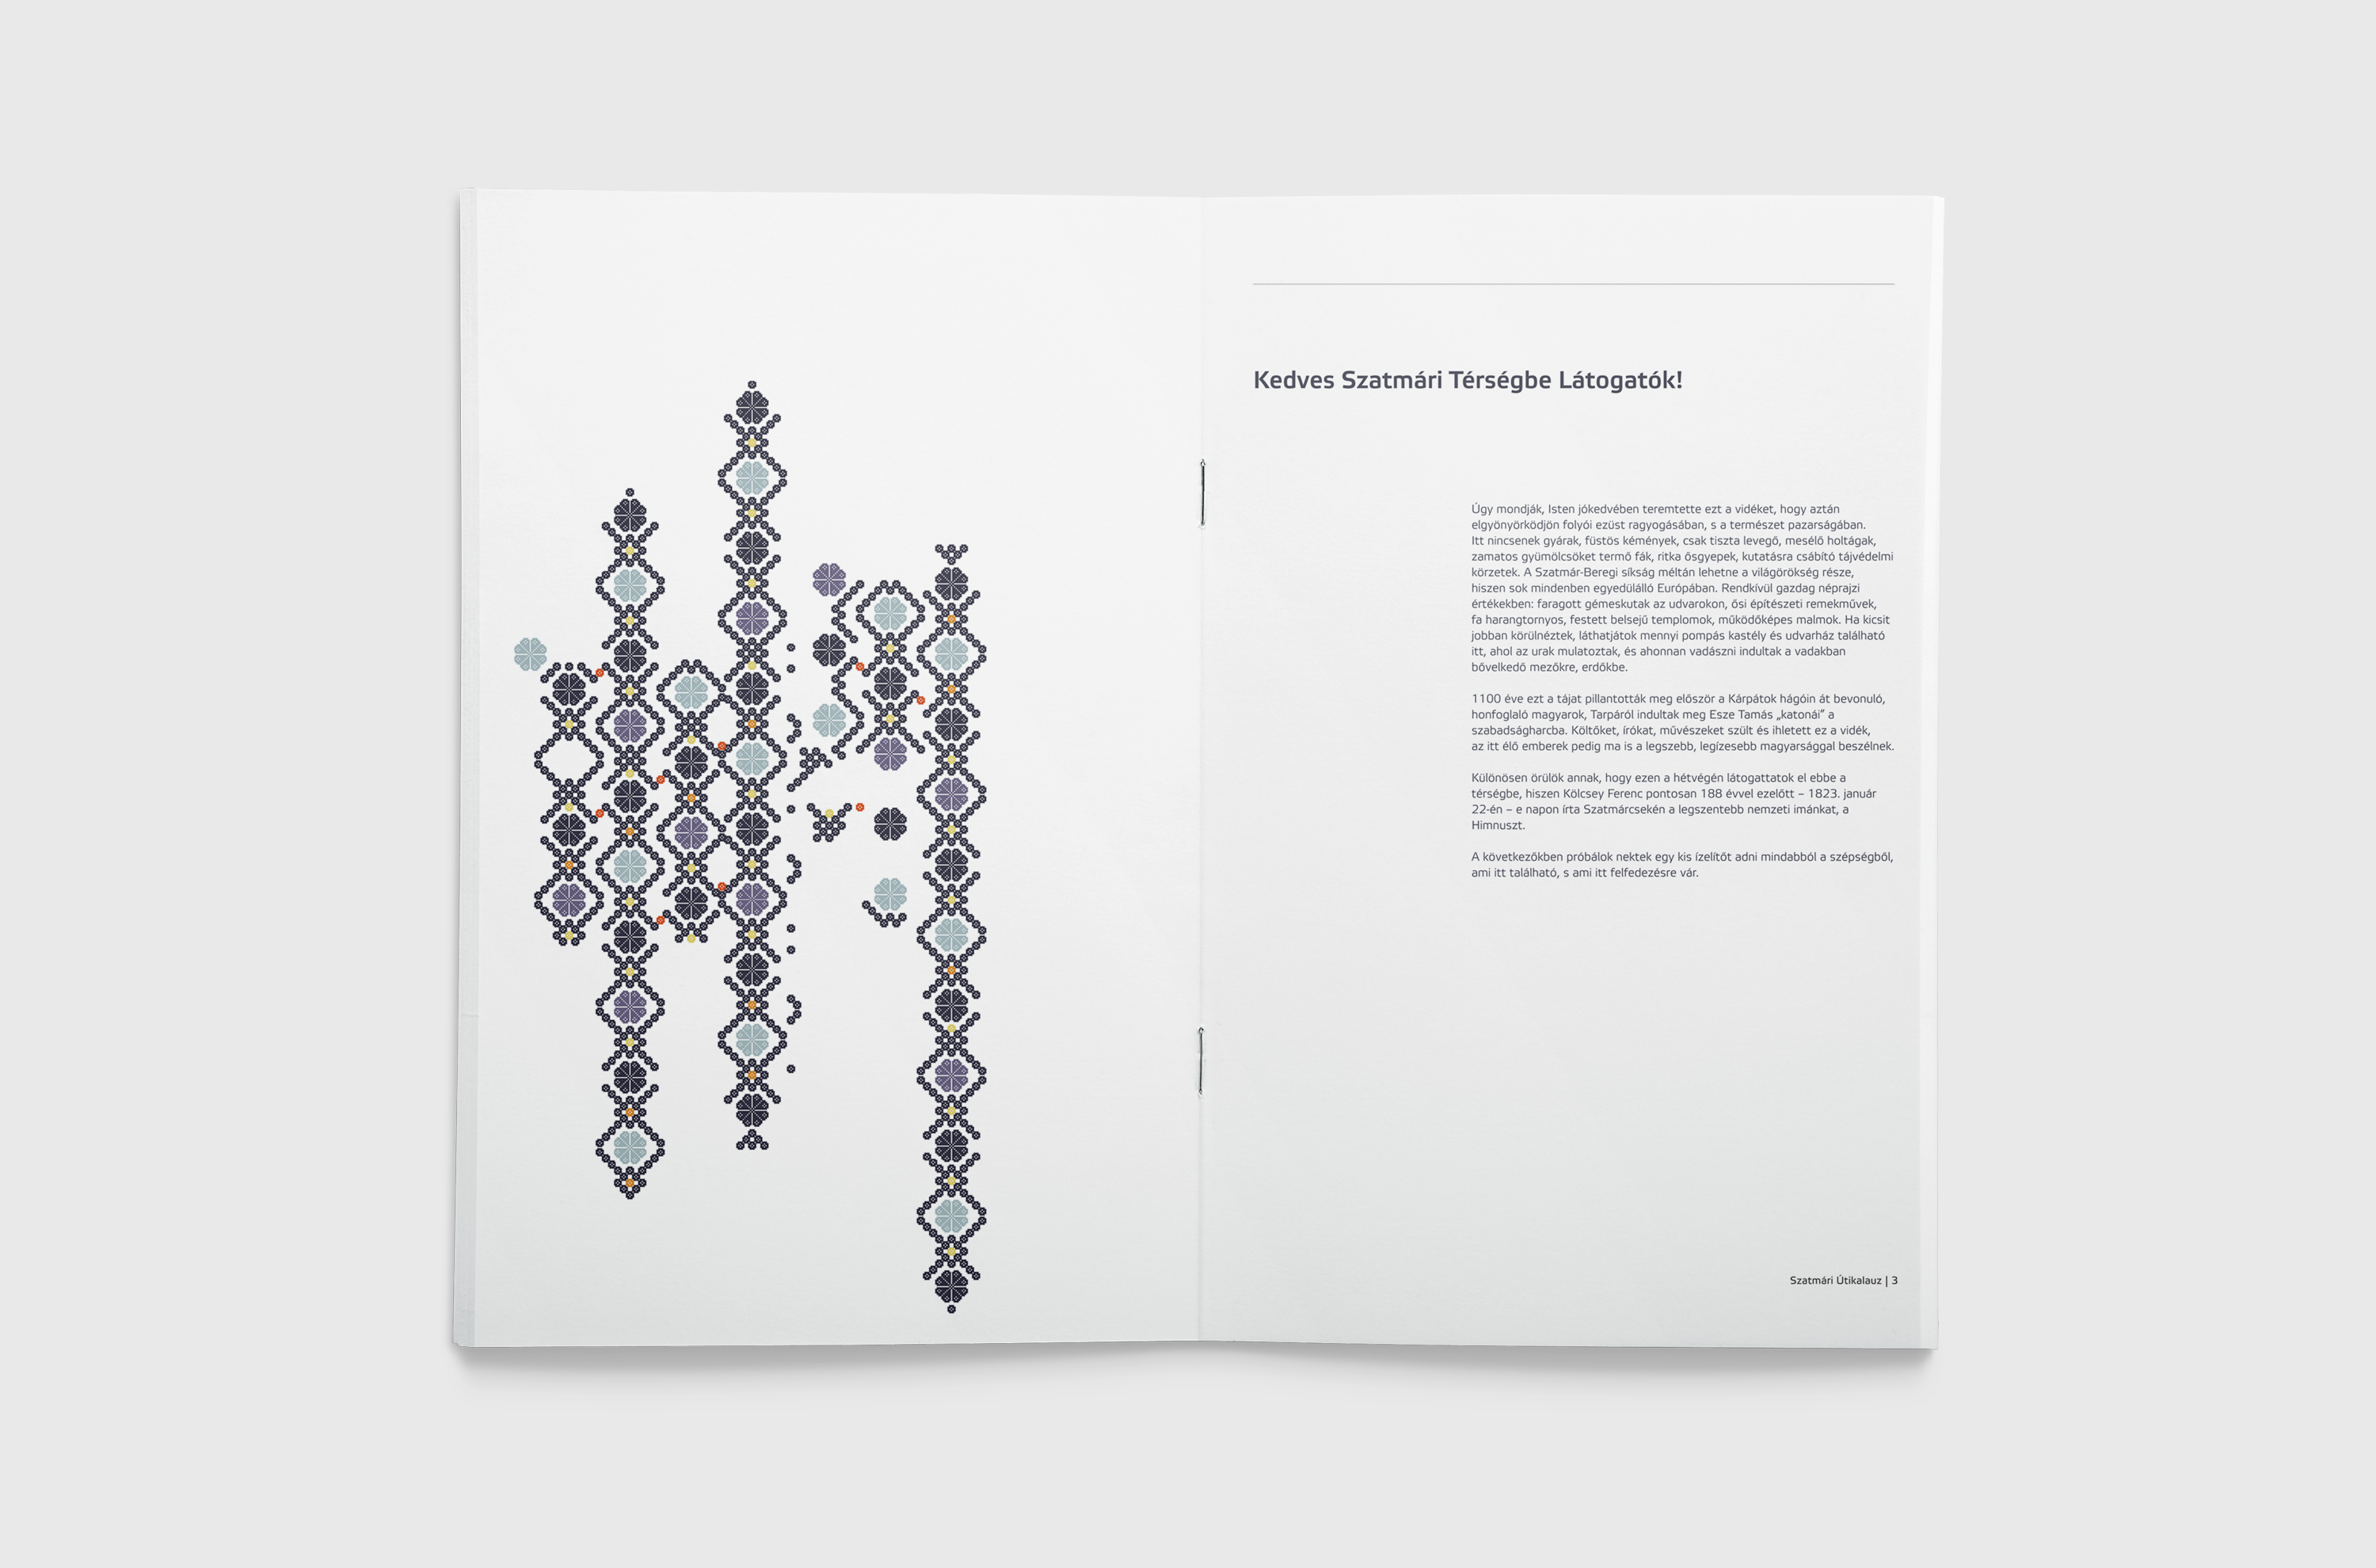 Kedves Szatmári Térségbe Látogatók!
Úgy mondják, Isten jókedvében teremtette ezt a vidéket, hogy aztán
elgyönyörködjön folyói ezüst ragyogásában, s a természet pazarságában.
Itt nincsenek gyárak, füstös kémények, csak tiszta levegő, mesélő holtágak,
zamatos gyümölcsöket termő fák, ritka ősgyepek, kutatásra csábító tájvédelmi
körzetek. A Szatmár-Beregi síkság méltán lehetne a világörökség része,
hiszen sok mindenben egyedülálló Európában. Rendkívül gazdag néprajzi
értékekben: faragott gémeskutak az udvarokon, ősi építészeti remekművek,
fa harangtornyos, festett belsejű templomok, működőképes malmok. Ha kicsit
jobban körülnéztek, láthatjátok mennyi pompás kastély és udvarház található
itt, ahol az urak mulatoztak, és ahonnan vadászni indultak a vadakban
bővelkedő mezőkre, erdőkbe.
1100 éve ezt a tájat pillantották meg először a Kárpátok hágóin át bevonuló,
honfoglaló magyarok, Tarpáról indultak meg Esze Tamás „katonái” a
szabadságharcba. Költőket, írókat, művészeket szült és ihletett ez a vidék,
az itt élő emberek pedig ma is a legszebb, legízesebb magyarsággal beszélnek.
Különösen örülök annak, hogy ezen a hétvégén látogattatok el ebbe a
térségbe, hiszen Kölcsey Ferenc pontosan 188 évvel ezelőtt – 1823. január
22-én – e napon írta Szatmárcsekén a legszentebb nemzeti imánkat, a
Himnuszt.
A következőkben próbálok nektek egy kis ízelítőt adni mindabból a szépségből,
ami itt található, s ami itt felfedezésre vár.
Szatmári Útikalauz | 3